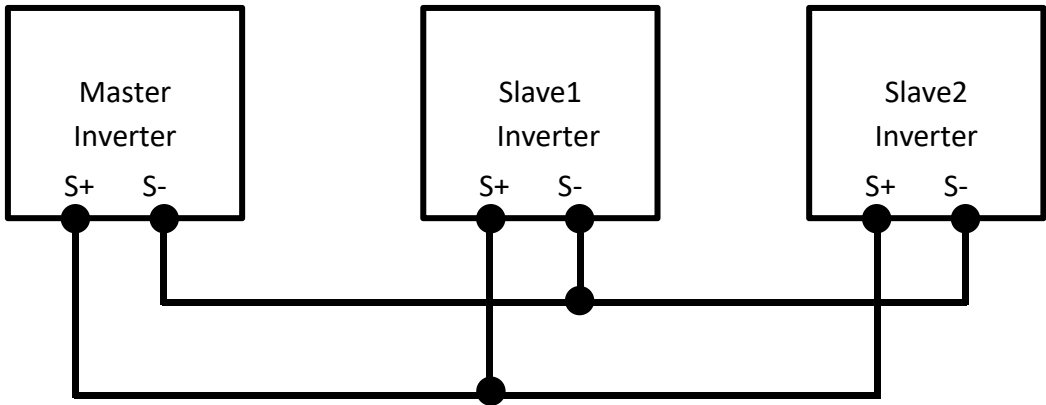 Master
Inverter
S+ S-
Slave1
Inverter
S+ S-
Slave2
Inverter
S+ S-